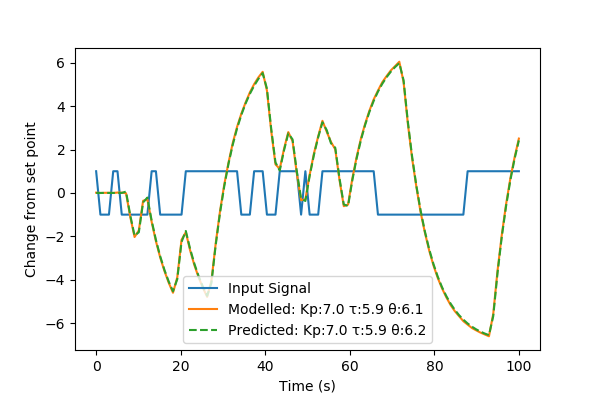 6
4
2
0
−2
−4
−6
Change from set point
Input Signal
Modelled: Kp:7.0 τ:5.9 θ:6.1
Predicted: Kp:7.0 τ:5.9 θ:6.2
0 20 40 60 80 100
Time (s)